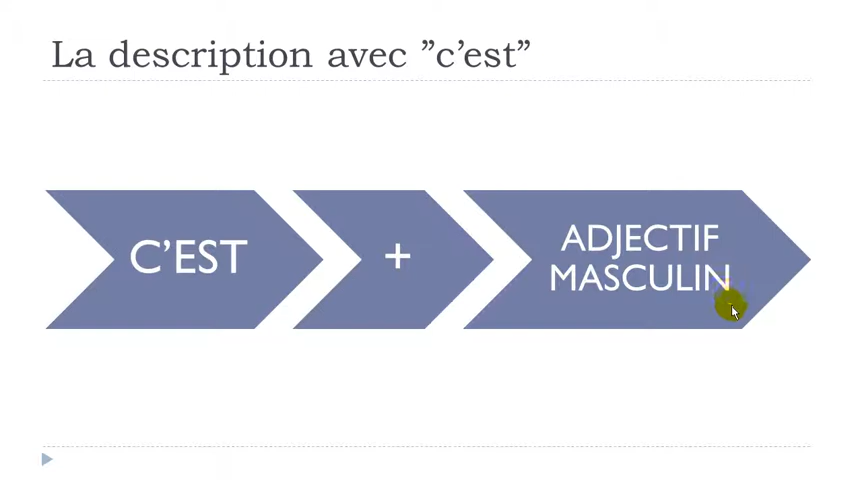 La description avec ”c’est”
C’EST
+
ADJECTIF
MASCULIN